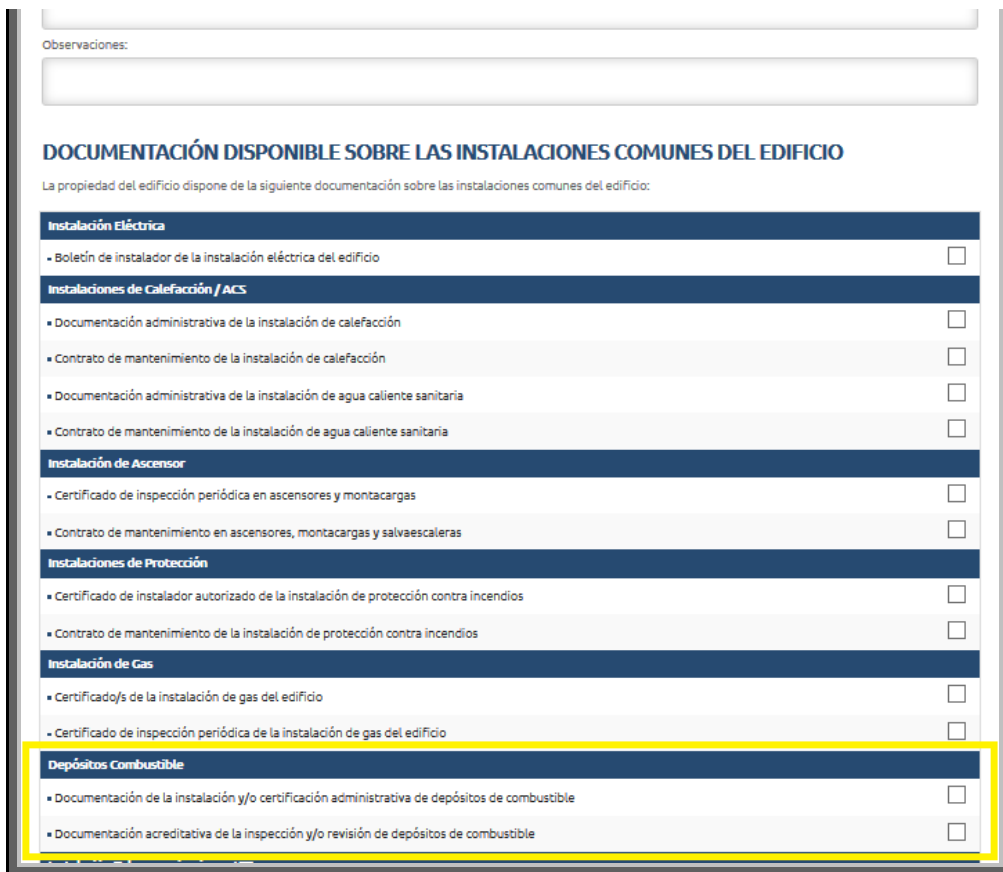 Observaciones:
DOCUMENTACIÓN DISPONIBLE SOBRE LAS INSTALACIONES COMUNES DEL EDIFICIO
La propiedad del edificio dispone de la siguiente documentación sobre las instalaciones comunes del edificio:
Instalación Eléctrica
Boletín de instalador de la instalación eléctrica del edificio
Instalaciones de Calefacción / ACS
Documentación administrativa de la instalación de calefacción
Contrato de mantenimiento de la instalación de calefacción
Documentación administrativa de la instalación de agua caliente sanitaria
Contrato de mantenimiento de la instalación de agua caliente sanitaria
Instalación de Ascensor
Certificado de inspección periódica en ascensores y montacargas
Contrato de mantenimiento en ascensores, montacargas y salvaescaleras
Instalaciones de Protección
Certificado de instalador autorizado de la instalación de protección contra incendios
Contrato de mantenimiento de la instalación de protección contra incendios
Instalación de Gas
Certificado/s de la instalación de gas del edificio
Certificado de inspección periódica de la instalación de gas del edificio
Depósitos Combustible
Documentación de la instalación y/o certificación administrativa de depósitos de combustible
Documentación acreditativa de la inspección y/o revisión de depósitos de combustible